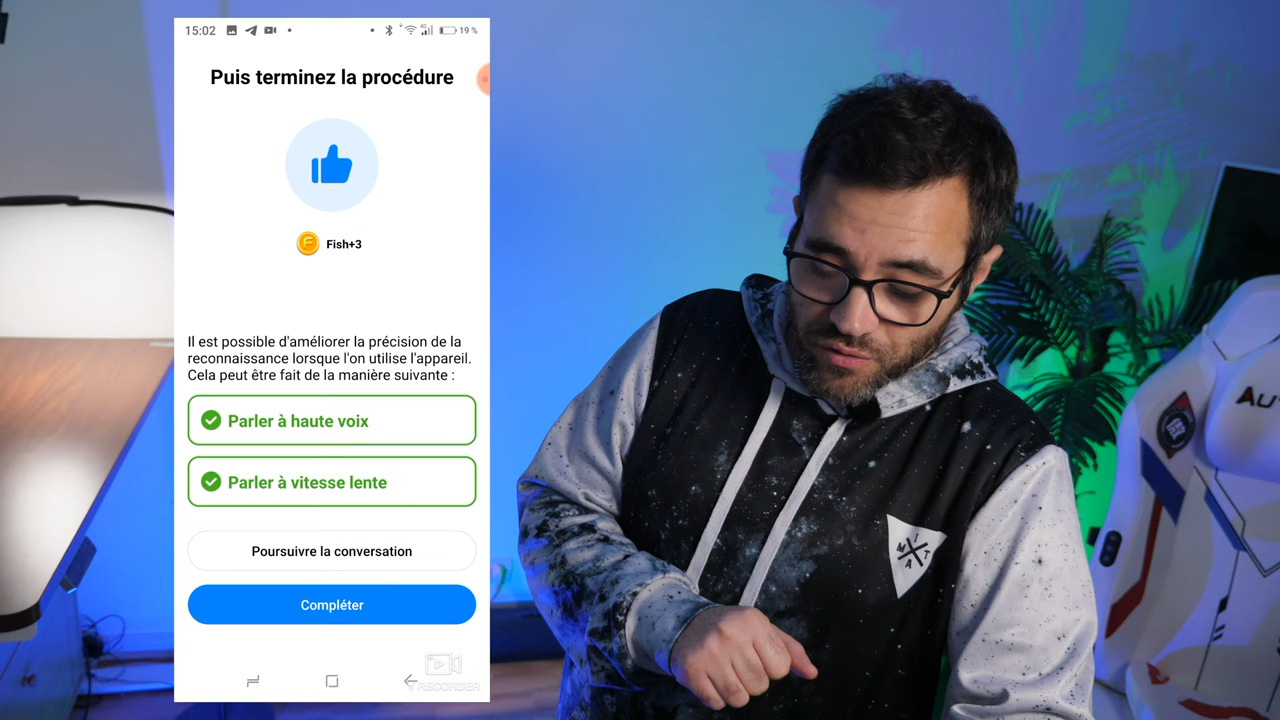 15:02
4G
19 %
Puis terminez la procédure
Fish+3
Il est possible d'améliorer la précision de la
reconnaissance lorsque l'on utilise l'appareil.
Cela peut être fait de la manière suivante :
Parler à haute voix
Parler à vitesse lente
Poursuivre la conversation
Compléter
RECORDER
AU